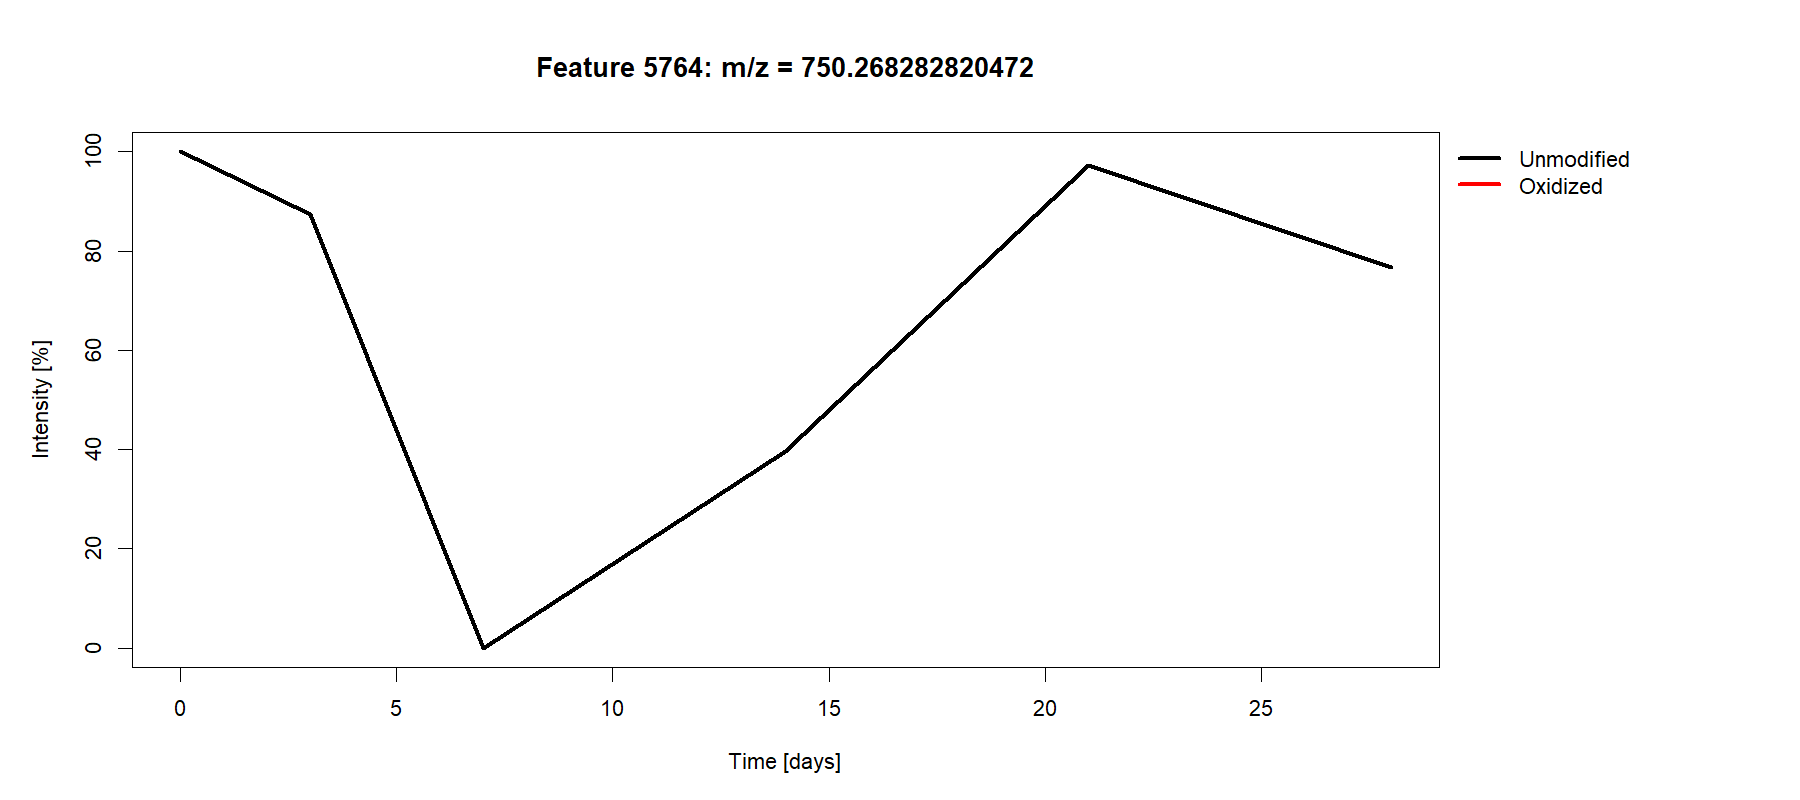 Feature 5764: m/z = 750.268282820472
Unmodified
Oxidized
Intensity [%]
100
80
60
40
20
0
0 5 10 15 20 25
Time [days]